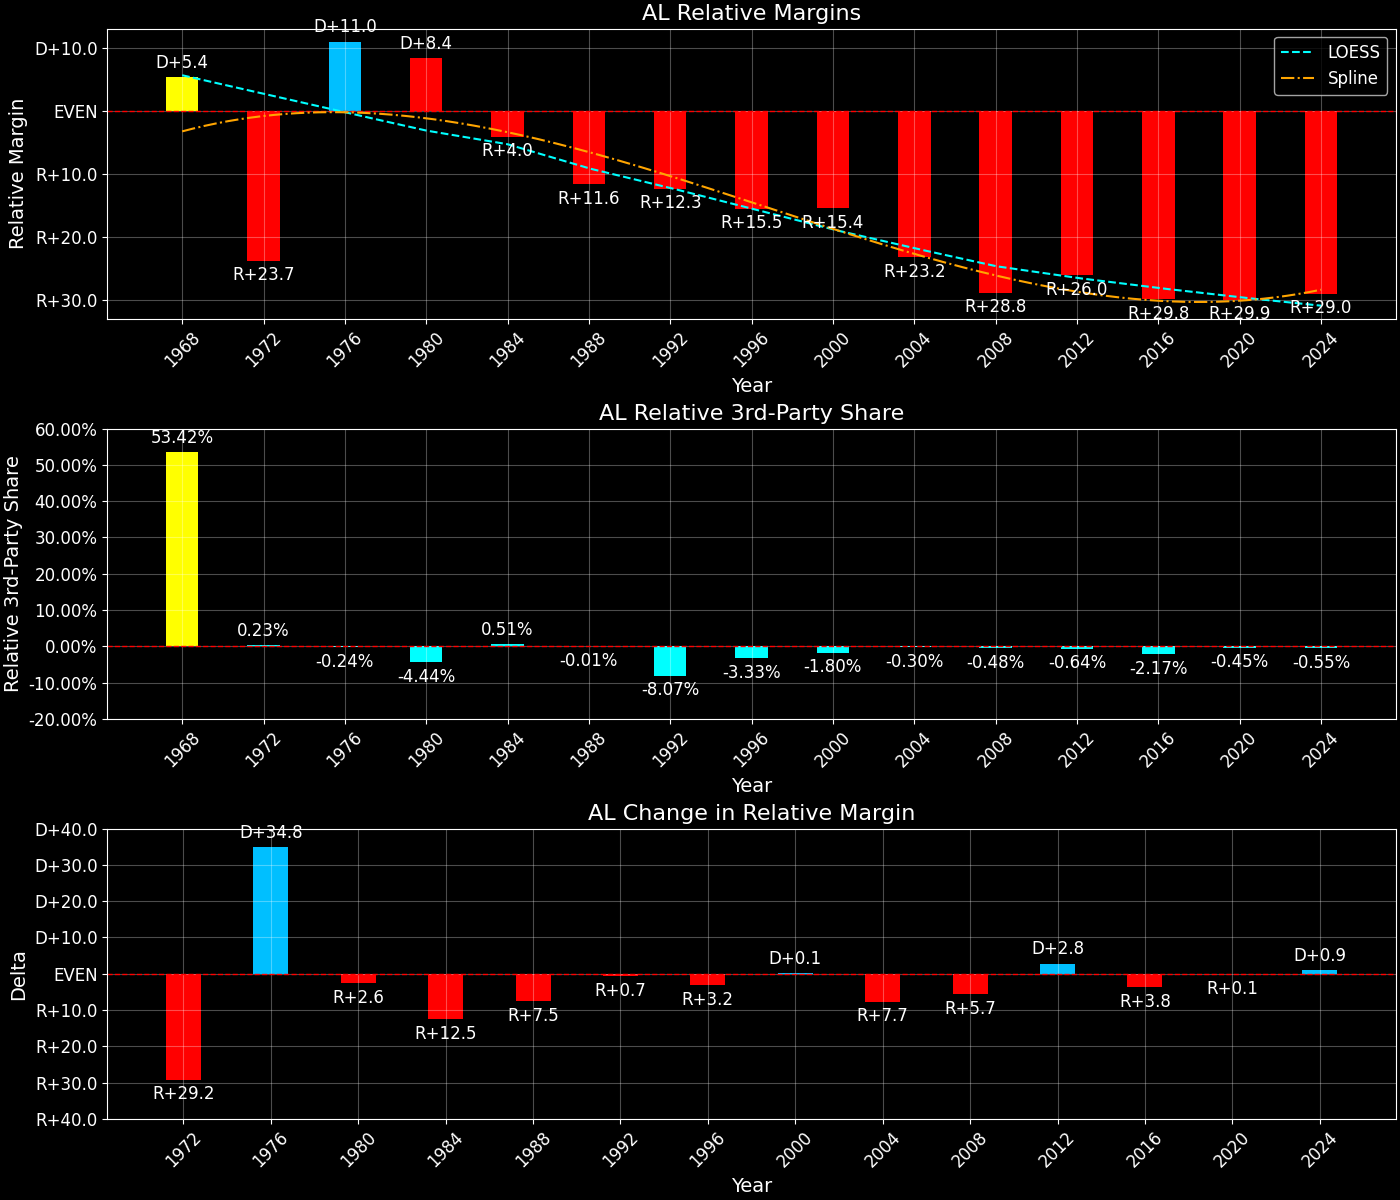 AL Relative Margins
Relative Margin
D+10.0
EVEN
R+10.0
R+20.0
R+30.0
D+5.4
R+23.7
D+11.0
D+8.4
R+4.0
R+11.6
R+12.3
R+15.5
R+15.4
R+23.2
R+28.8
R+26.0
R+29.8
R+29.9
R+29.0
LOESS
Spline
1968
1972
1976
1980
1984
1988
1992
1996
2000
2004
2008
2012
2016
2020
2024
Year
AL Relative 3rd-Party Share
Relative 3rd-Party Share
60.00%
50.00%
40.00%
30.00%
20.00%
10.00%
0.00%
-10.00%
-20.00%
53.42%
0.23%
-0.24%
-4.44%
0.51%
-0.01%
-8.07%
-3.33%
-1.80%
-0.30%
-0.48%
-0.64%
-2.17%
-0.45%
-0.55%
1968
1972
1976
1980
1984
1988
1992
1996
2000
2004
2008
2012
2016
2020
2024
Year
AL Change in Relative Margin
Delta
D+40.0
D+30.0
D+20.0
D+10.0
EVEN
R+10.0
R+20.0
R+30.0
R+40.0
R+29.2
D+34.8
R+2.6
R+12.5
R+7.5
R+0.7
R+3.2
D+0.1
R+7.7
R+5.7
D+2.8
R+3.8
R+0.1
D+0.9
1972
1976
1980
1984
1988
1992
1996
2000
2004
2008
2012
2016
2020
2024
Year